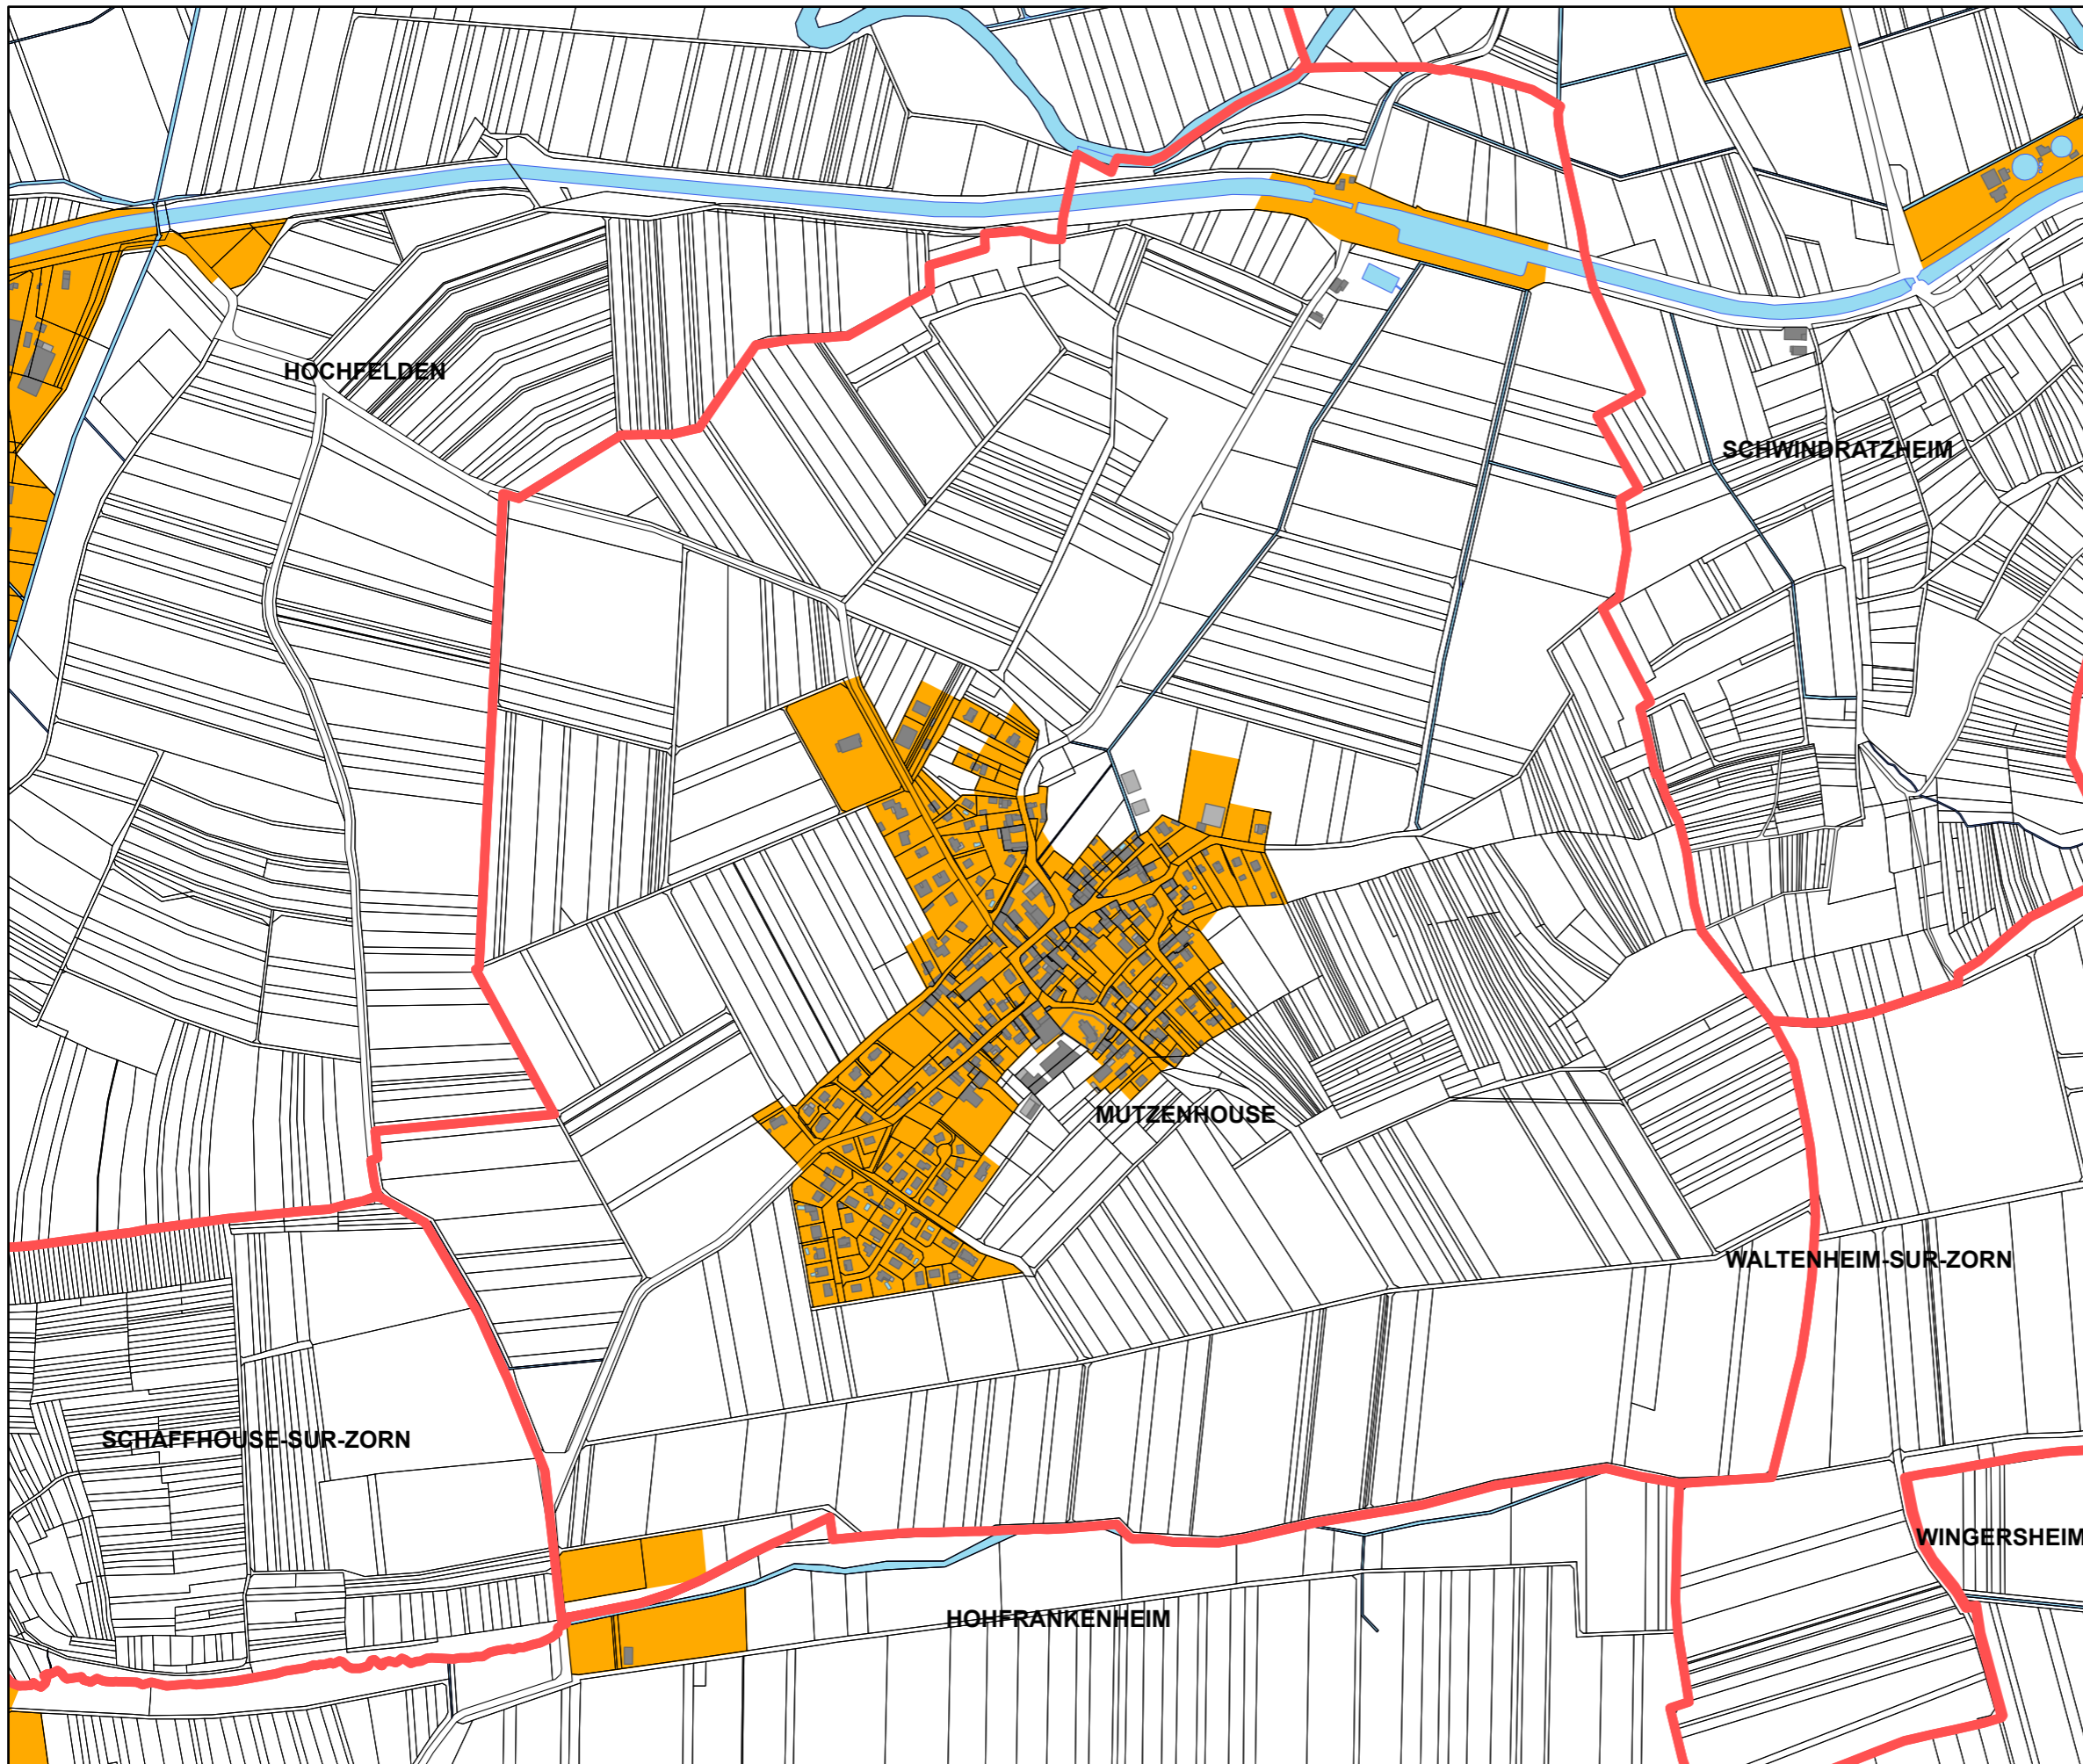 HOCHFELDEN
SCHWINDRATZHEIM
MUTZENHOUSE
WALTENHEIM-SUR-ZORN
SCHAFFHOUSE-SUR-ZORN
WINGERSHEIM
HOHFRANKENHEIM